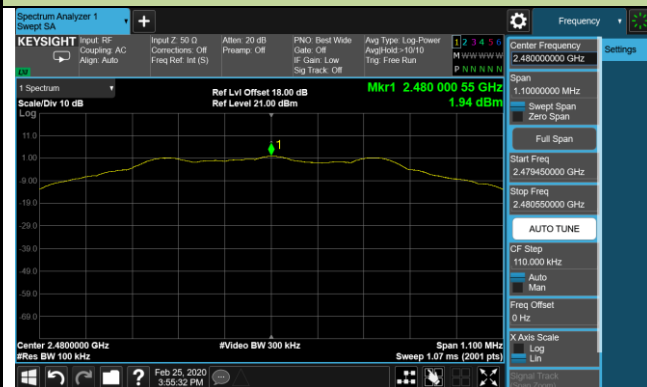 Spectrum Analyzer 1
Swept SA
+
Frequency
KEYSIGHT
Input: RF
Coupling: AC
Align: Auto
Input Z: 50 Ω
Corrections: Off
Freq Ref: Int (S)
Atten: 20 dB
Preamp: Off
PNO: Best Wide
Gate: Off
IF Gain: Low
Sig Track: Off
Avg Type: Log-Power
Avg|Hold:>10/10
Trig: Free Run
1 2 3 4 5 6
M W W W W W
P N N N N N
LXI
1 Spectrum
Scale/Div 10 dB
Log
Ref Lvl Offset 18.00 dB
Ref Level 21.00 dBm
Mkr1 2.480 000 55 GHz
1.94 dBm
1
11.0
1.00
-9.00
-19.0
-29.0
-39.0
-49.0
-59.0
-69.0
Center 2.4800000 GHz
#Res BW 100 kHz
#Video BW 300 kHz
Span 1.100 MHz
Sweep 1.07 ms (2001 pts)
Feb 25, 2020
3:55:32 PM
?
Center Frequency
2.480000000 GHz
Settings
Span
1.10000000 MHz
Swept Span
Zero Span
Full Span
Start Freq
2.479450000 GHz
Stop Freq
2.480550000 GHz
AUTO TUNE
CF Step
110.000 kHz
Auto
Man
Freq Offset
0 Hz
X Axis Scale
Log
Lin
Signal Track
(Span Zoom)